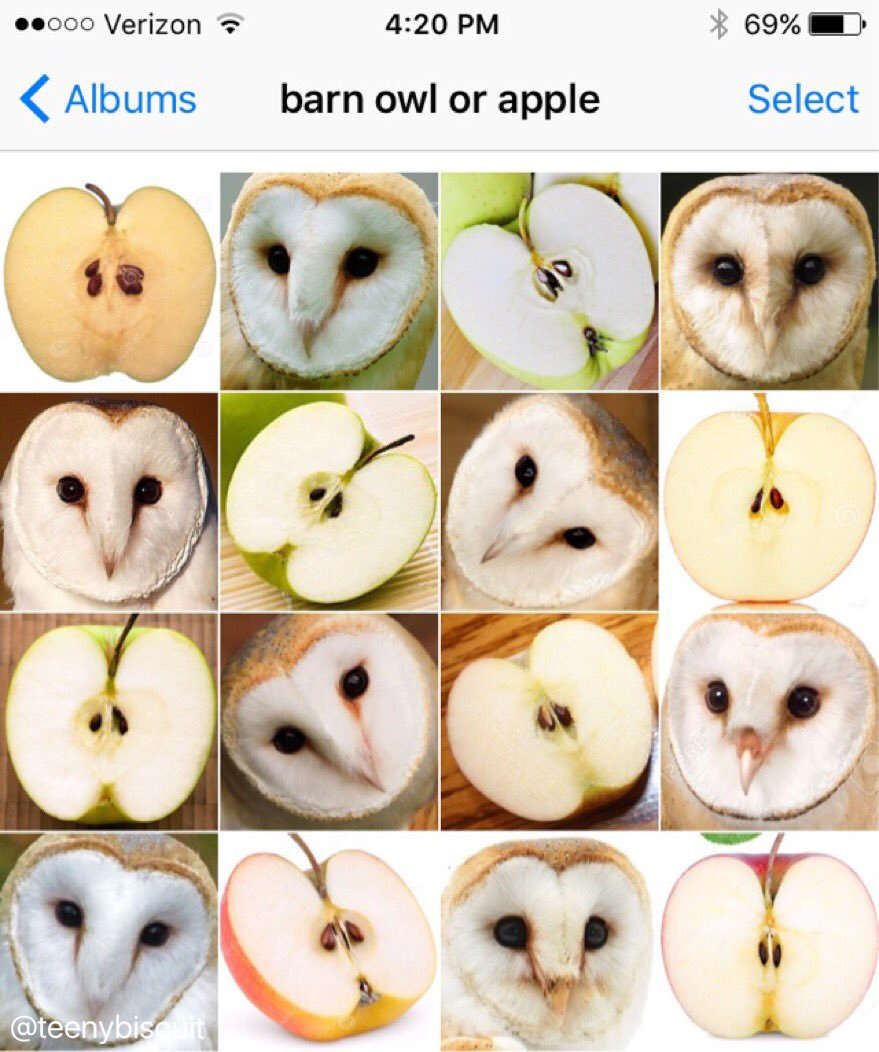 Verizon 4:20 PM 69%
Albums barn owl or apple Select
@teenybiscuit